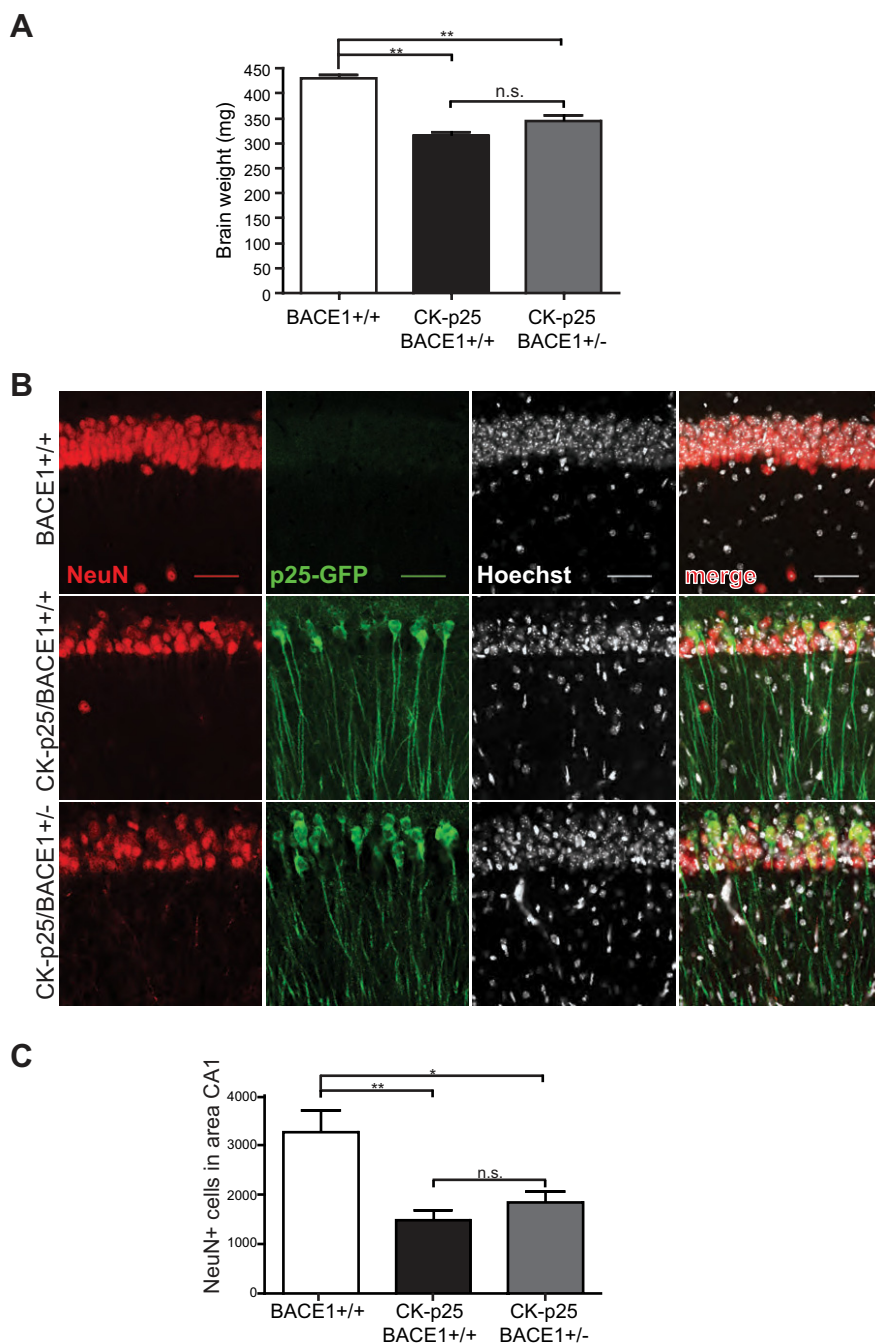 A
**
**
n.s.
Brain weight (mg)
450
400
350
300
250
200
150
100
50
0
BACE1+/+
CK-p25
BACE1+/+
CK-p25
BACE1+/-
B
BACE1+/+
NeuN
p25-GFP
Hoechst
merge
CK-p25/BACE1+/+
CK-p25/BACE1+/-
C
*
**
n.s.
NeuN+ cells in area CA1
4000
3000
2000
1000
0
BACE1+/+
CK-p25
BACE1+/+
CK-p25
BACE1+/-